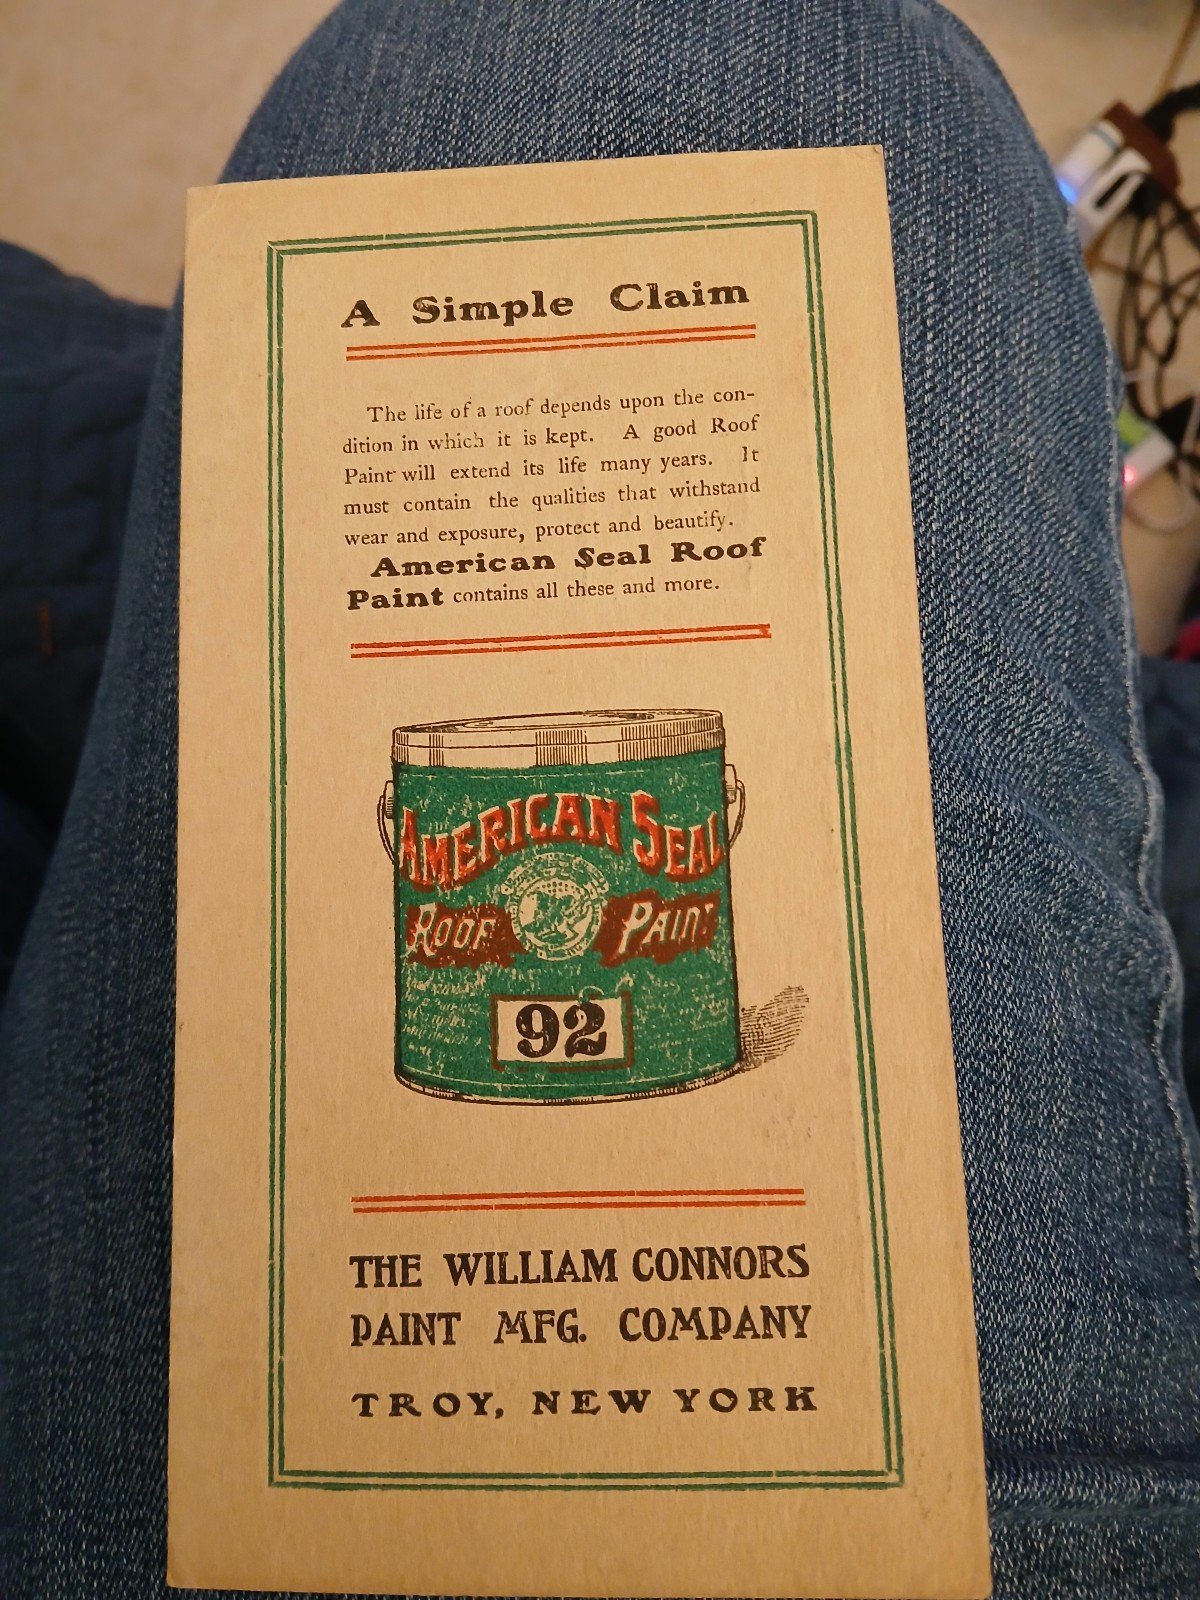 A Simple Claim
The life of a roof depends upon the con-
dition in which it is kept. A good Roof
Paint will extend its life many years. It
must contain the qualities that withstand
wear and exposure, protect and beautify.
American Seal Roof
Paint contains all these and more.
AMERICAN SEAL
ROOF PAINT
92
THE WILLIAM CONNORS
PAINT MFG. COMPANY
TROY, NEW YORK